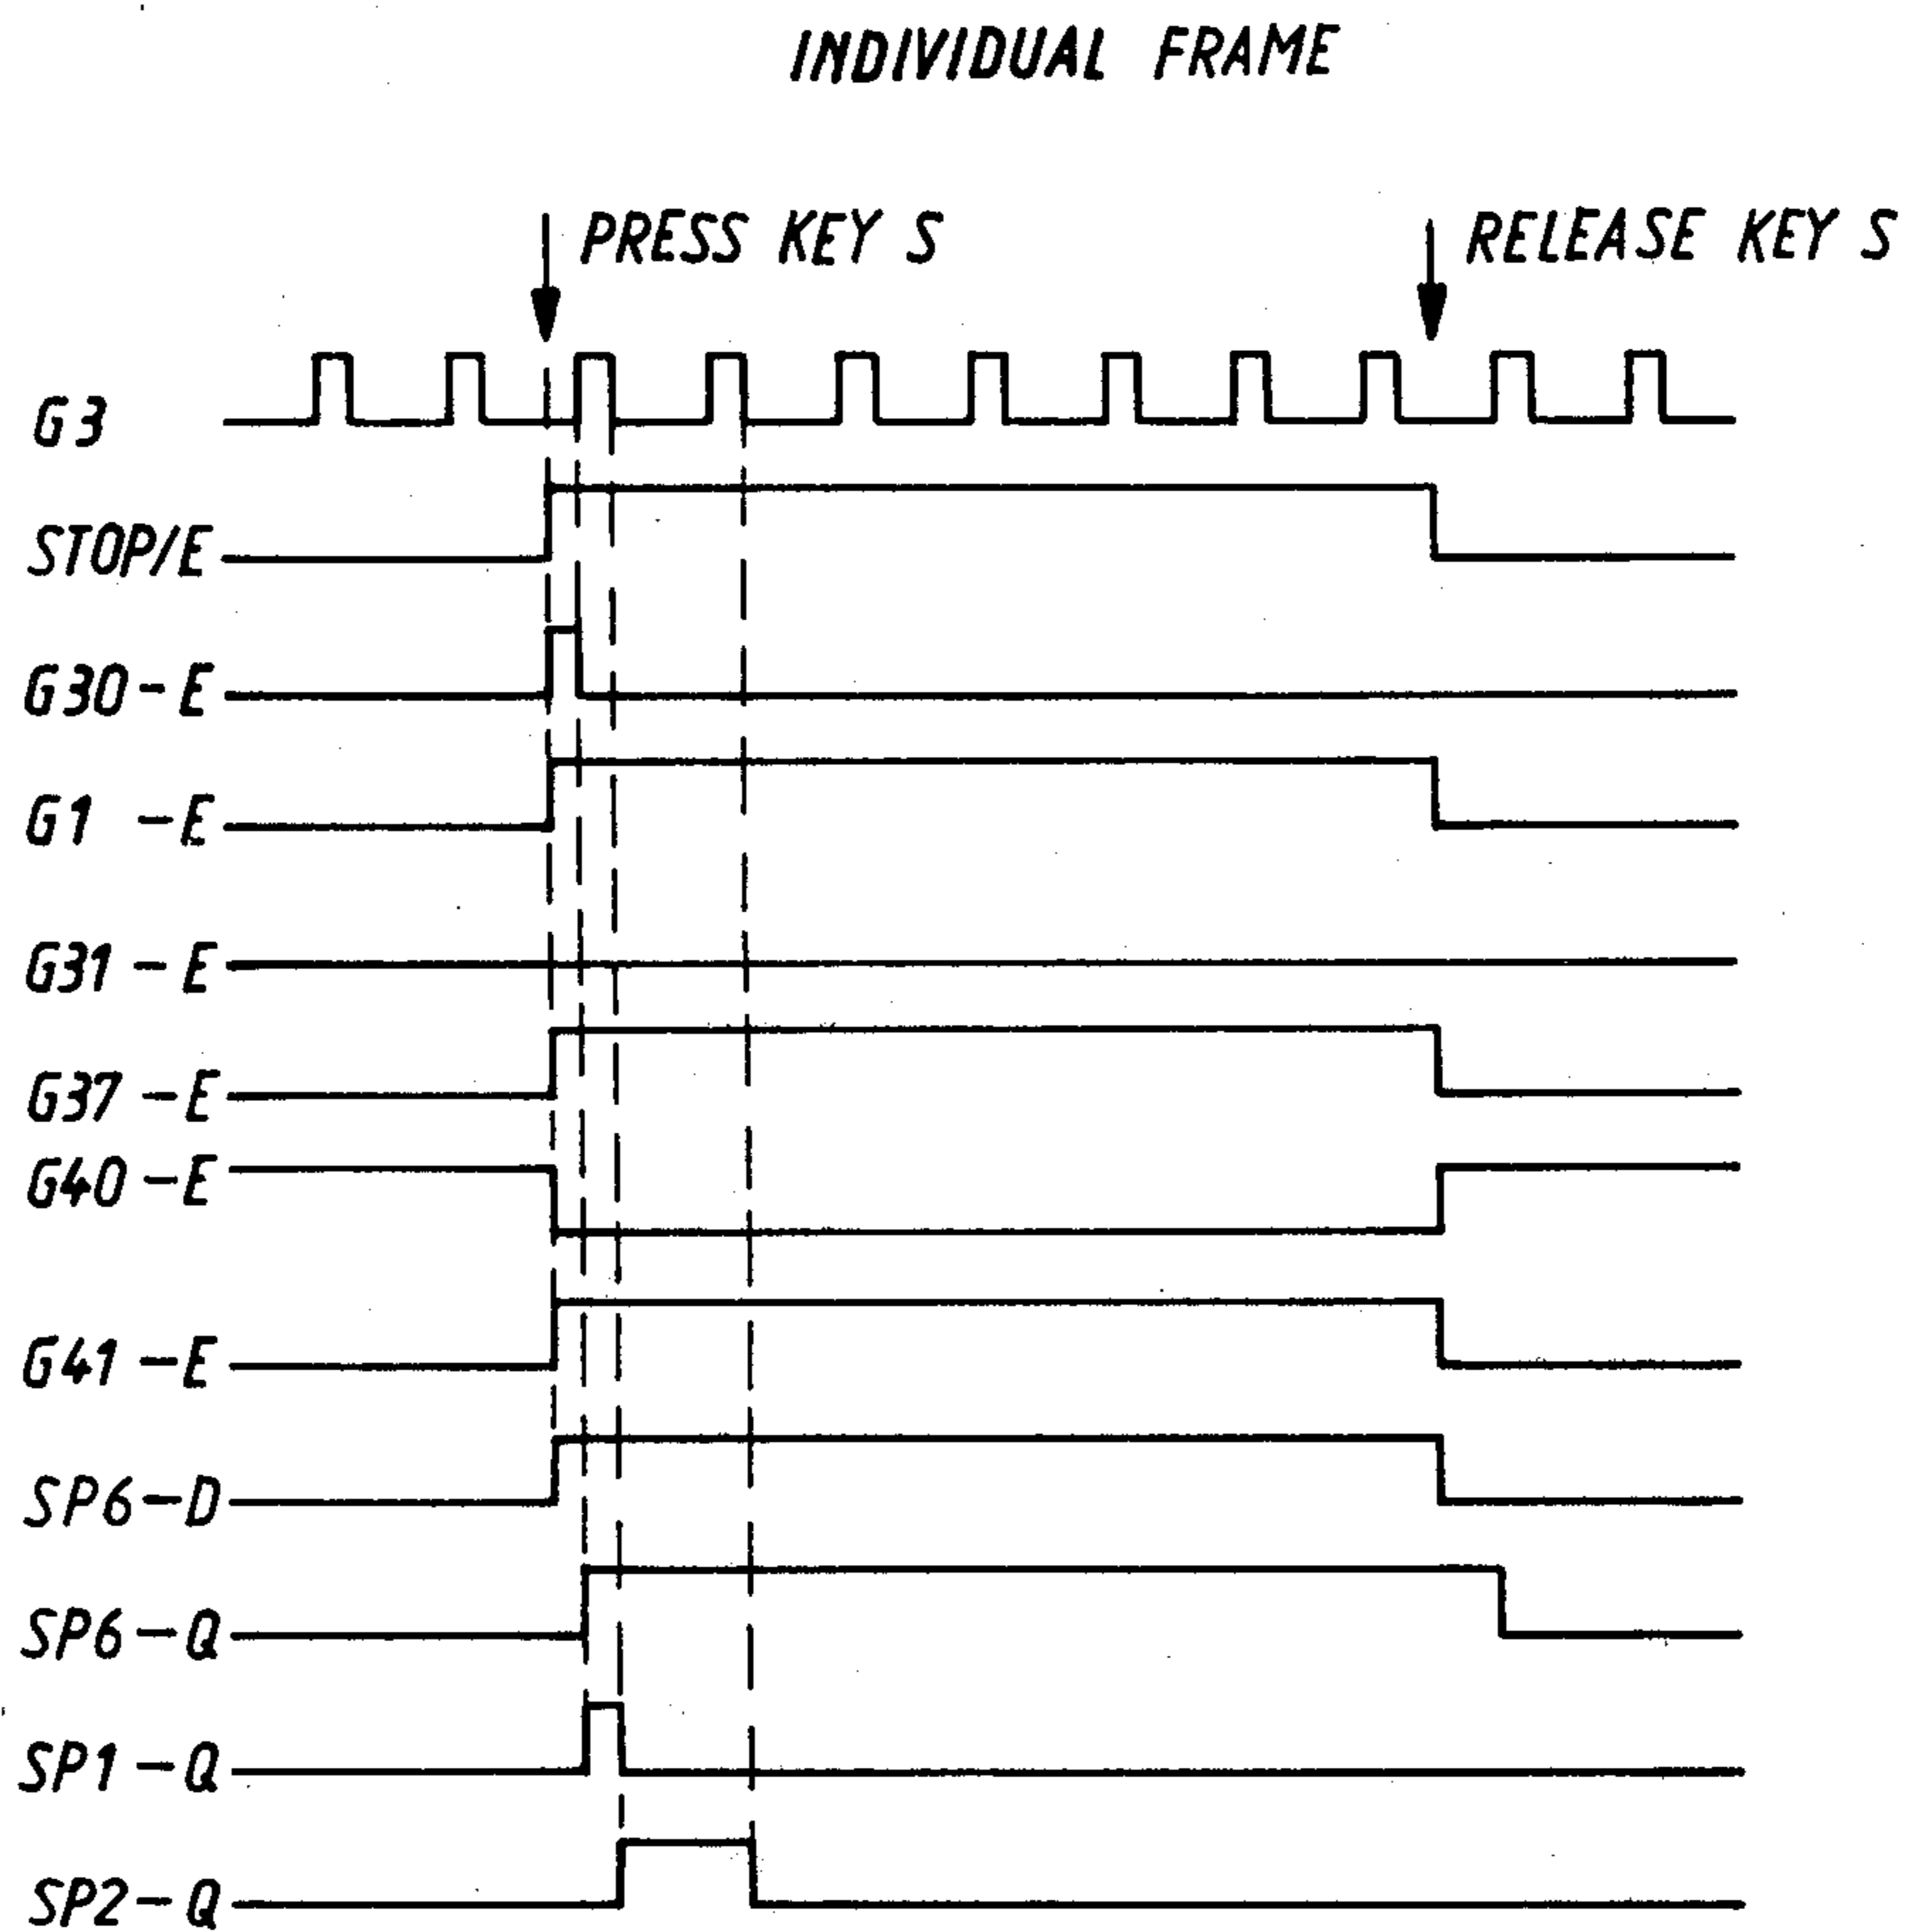 INDIVIDUAL FRAME
PRESS KEY S
RELEASE KEY S
G3
STOP/E
G30-E
G1 -E
G31-E
G37-E
G40-E
G41-E
SP6-D
SP6-Q
SP1-Q
SP2-Q